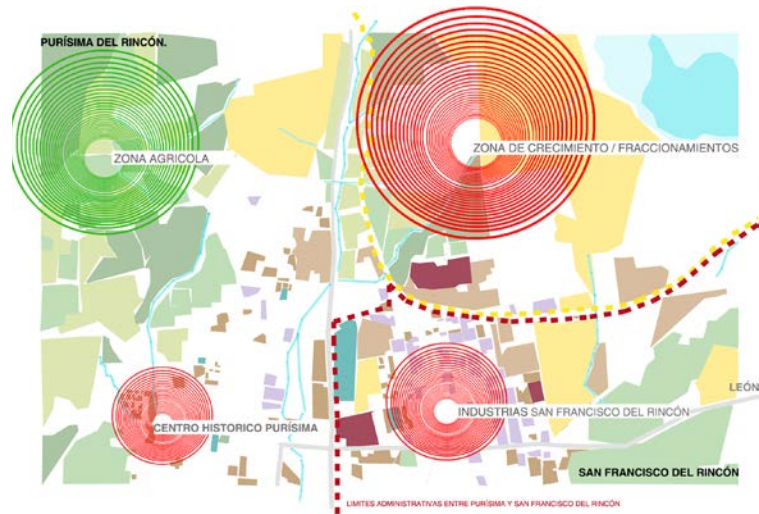 PURÍSIMA DEL RINCÓN.
ZONA AGRICOLA
ZONA DE CRECIMIENTO / FRACCIONAMIENTOS
LEÓN
CENTRO HISTORICO PURÍSIMA
INDUSTRIAS SAN FRANCISCO DEL RINCÓN
SAN FRANCISCO DEL RINCÓN
LIMITES ADMINISTRATIVAS ENTRE PURÍSIMA Y SAN FRANCISCO DEL RINCÓN